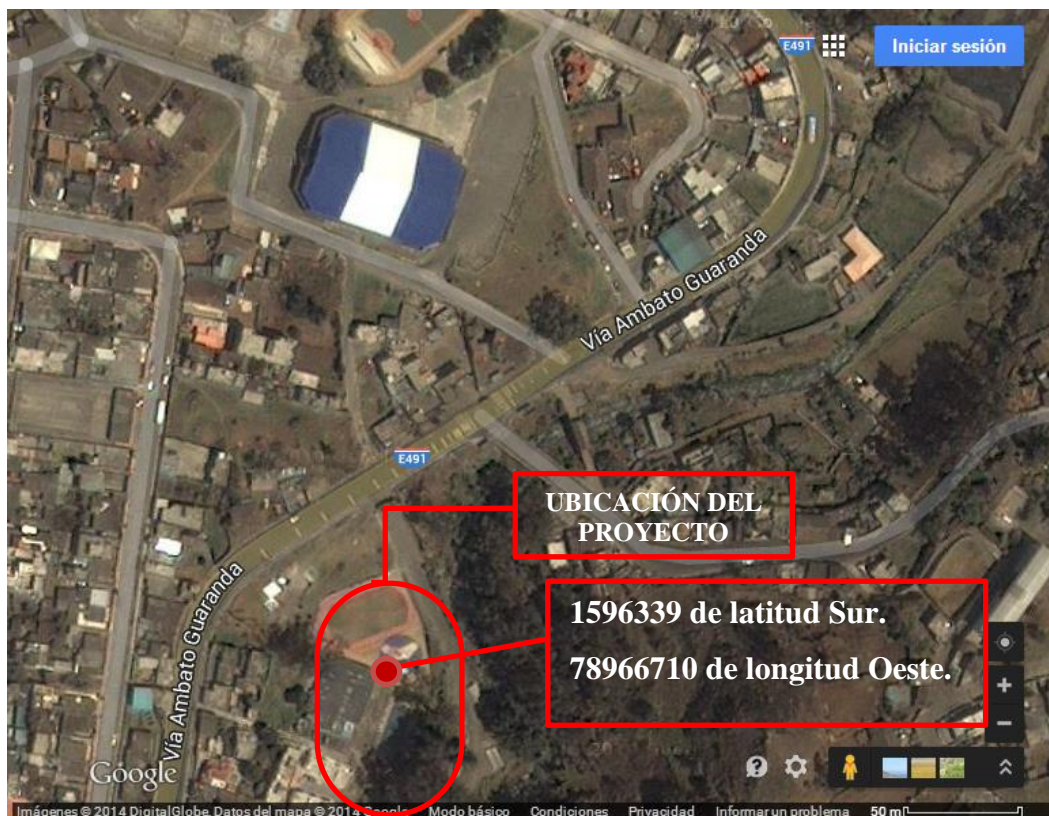 E491
Iniciar sesión
Vía Ambato Guaranda
E491
UBICACIÓN DEL
PROYECTO
1596339 de latitud Sur.
78966710 de longitud Oeste.
Vía Ambato Guaranda
Google
Imágenes © 2014 DigitalGlobe, Datos del mapa © 2014 Google Modo básico Condiciones Privacidad Informar un problema 50 m